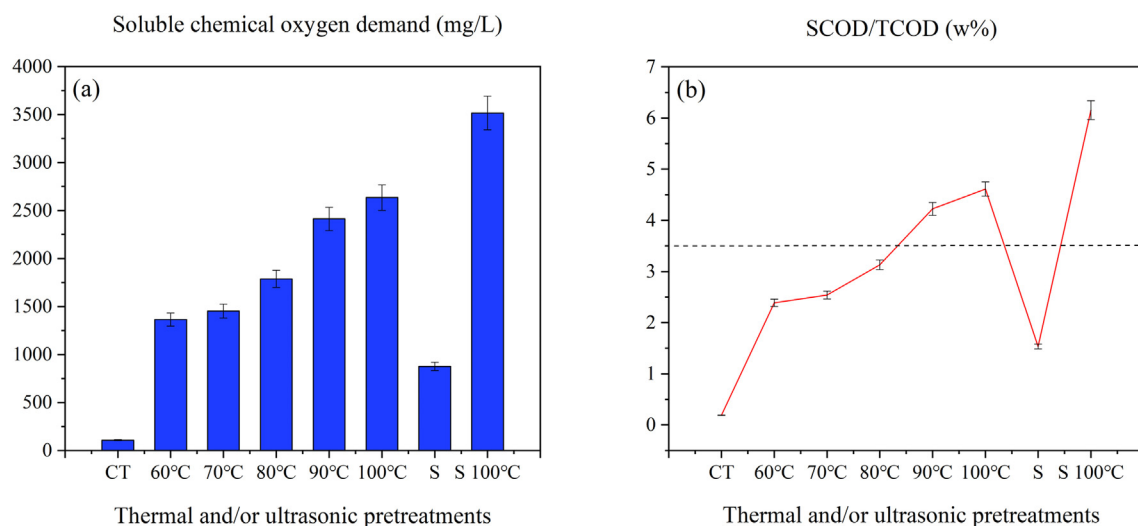 Soluble chemical oxygen demand (mg/L)
(a)
4000
3500
3000
2500
2000
1500
1000
500
0
CT 60℃ 70℃ 80℃ 90℃ 100℃ S S 100℃
Thermal and/or ultrasonic pretreatments
SCOD/TCOD (w%)
(b)
7
6
5
4
3
2
1
0
CT 60℃ 70℃ 80℃ 90℃ 100℃ S S 100℃
Thermal and/or ultrasonic pretreatments